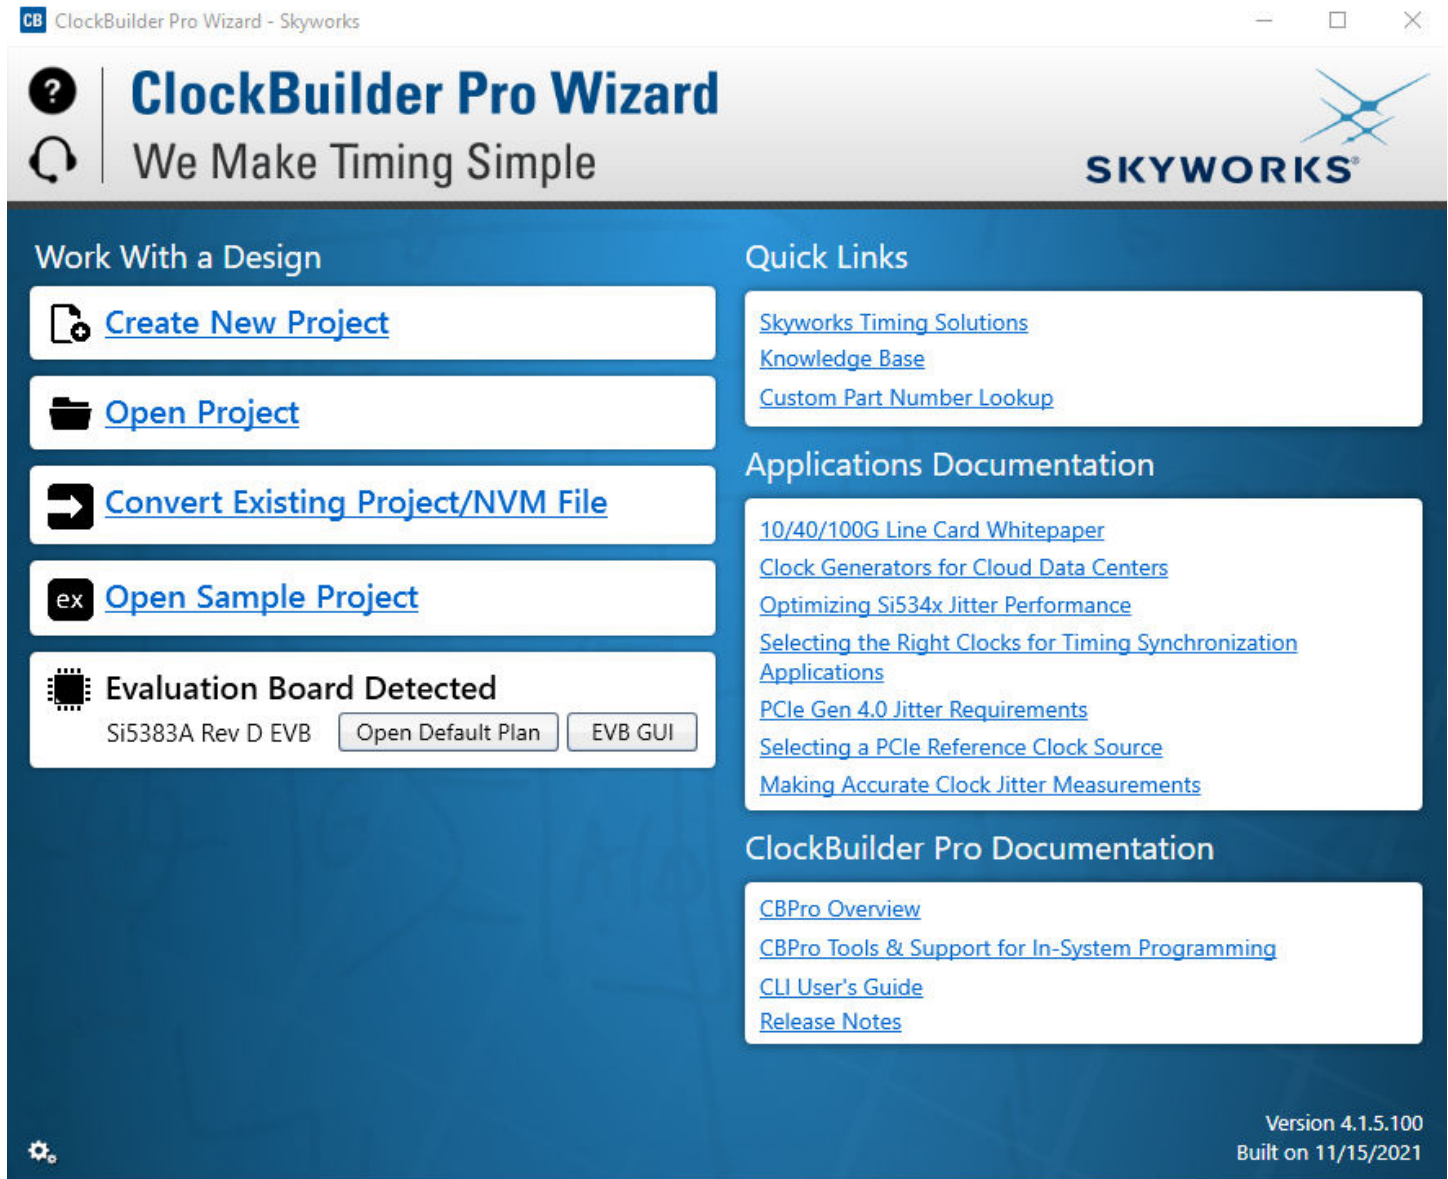 CB ClockBuilder Pro Wizard - Skyworks
? ClockBuilder Pro Wizard
We Make Timing Simple
SKYWORKS®
Work With a Design
Create New Project
Open Project
Convert Existing Project/NVM File
ex Open Sample Project
Evaluation Board Detected
Si5383A Rev D EVB Open Default Plan EVB GUI
Quick Links
Skyworks Timing Solutions
Knowledge Base
Custom Part Number Lookup
Applications Documentation
10/40/100G Line Card Whitepaper
Clock Generators for Cloud Data Centers
Optimizing Si534x Jitter Performance
Selecting the Right Clocks for Timing Synchronization
Applications
PCIe Gen 4.0 Jitter Requirements
Selecting a PCIe Reference Clock Source
Making Accurate Clock Jitter Measurements
ClockBuilder Pro Documentation
CBPro Overview
CBPro Tools & Support for In-System Programming
CLI User's Guide
Release Notes
Version 4.1.5.100
Built on 11/15/2021